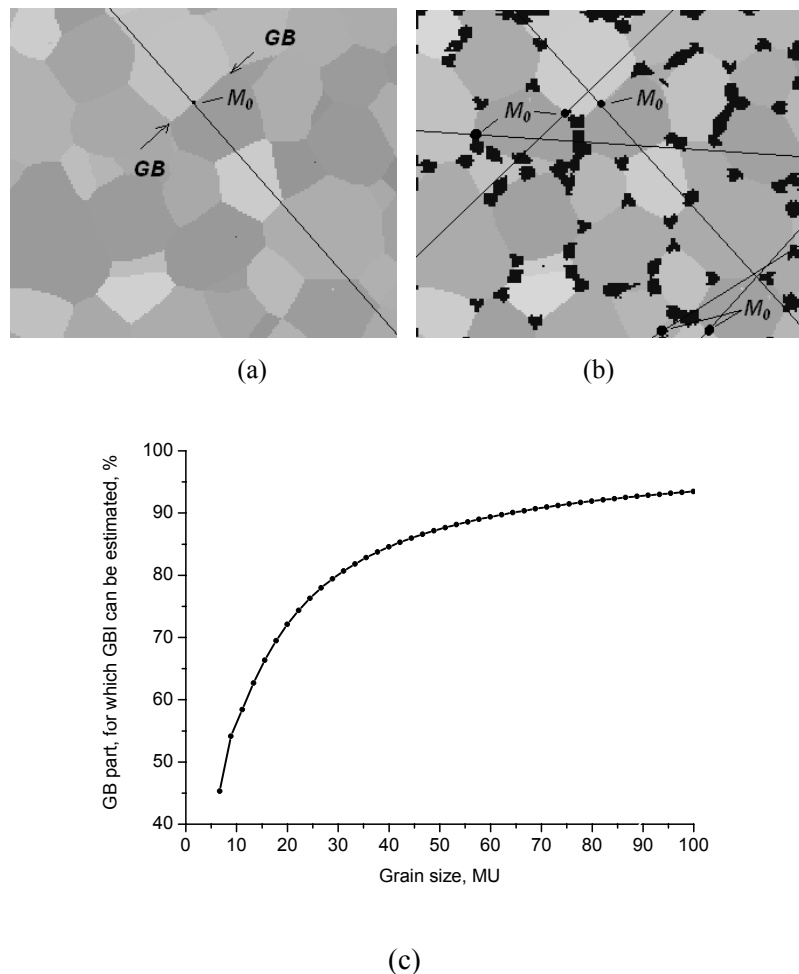 GB
M₀
GB
M₀
M₀
M₀
(a)
(b)
GB part, for which GBI can be estimated, %
100
90
80
70
60
50
40
0 10 20 30 40 50 60 70 80 90 100
Grain size, MU
(c)